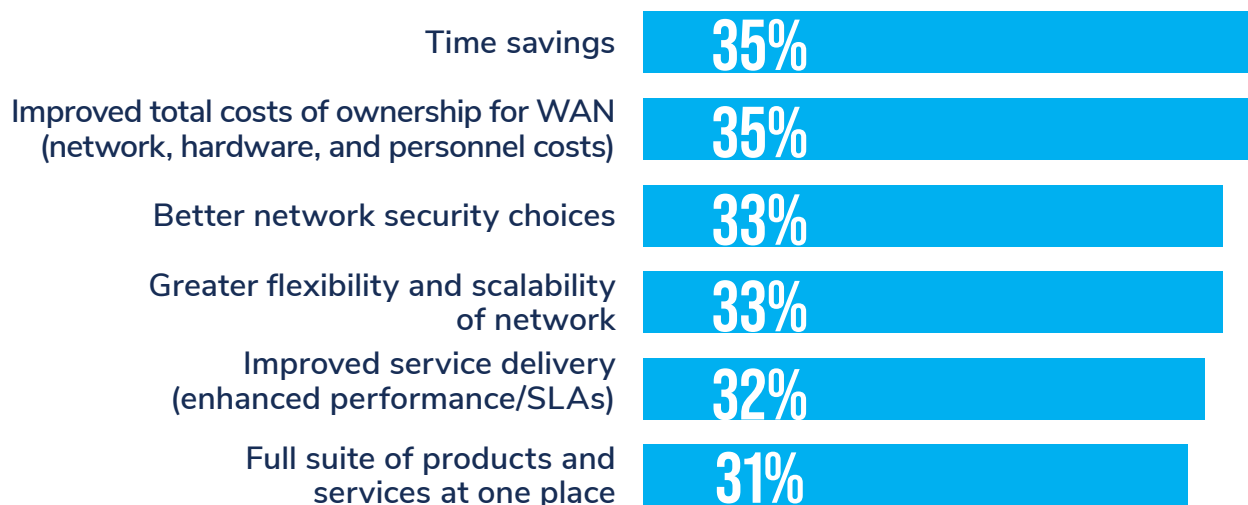 Time savings
35%
Improved total costs of ownership for WAN
(network, hardware, and personnel costs)
35%
Better network security choices
33%
Greater flexibility and scalability
of network
33%
Improved service delivery
(enhanced performance/SLAs)
32%
Full suite of products and
services at one place
31%